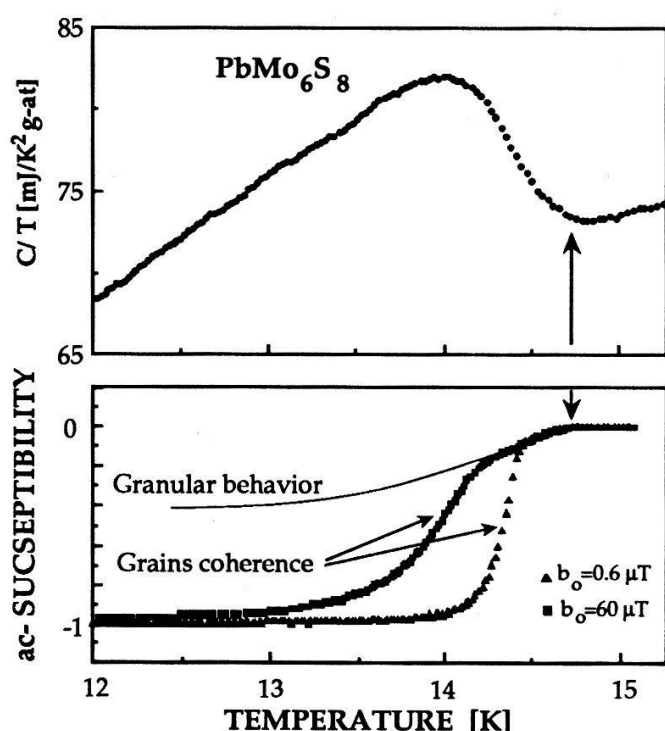 85
PbMo6S8
C/T [mJ/K2 g-at]
75
65
0
Granular behavior
Grains coherence
ac- SUCSEPTIBILITY
▲ bo=0.6 μT
■ bo=60 μT
-1
12 13 14 15
TEMPERATURE [K]